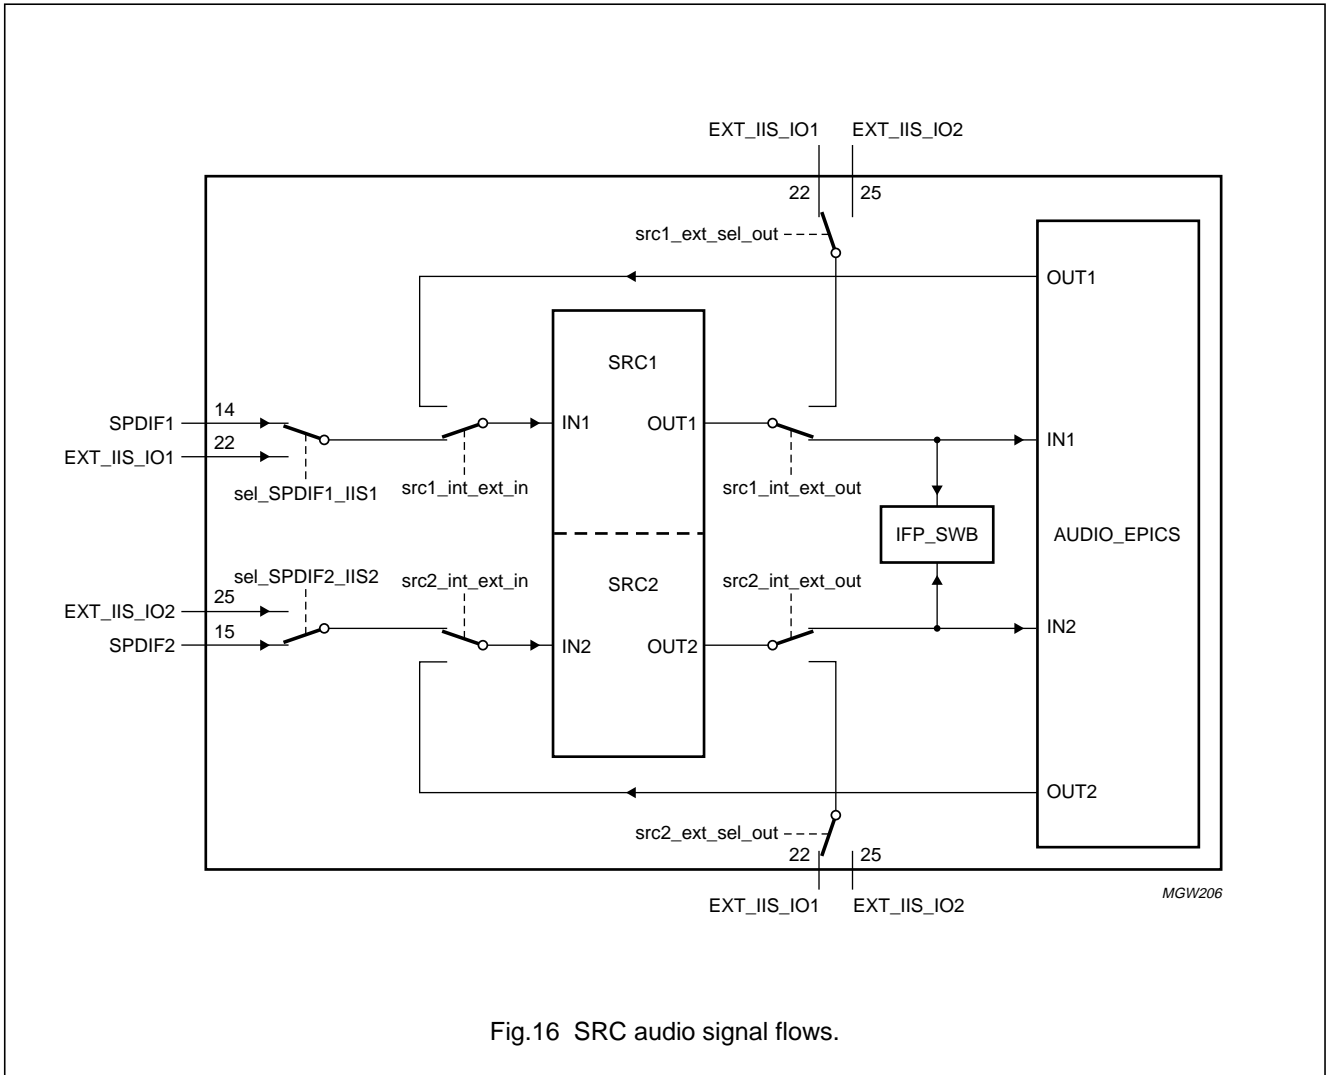 EXT_IIS_IO1 EXT_IIS_IO2
22 25
src1_ext_sel_out
OUT1
SRC1
SPDIF1 14 IN1 OUT1 IN1
EXT_IIS_IO1 22
sel_SPDIF1_IIS1 src1_int_ext_in src1_int_ext_out
IFP_SWB AUDIO_EPICS
sel_SPDIF2_IIS2 src2_int_ext_in SRC2 src2_int_ext_out
EXT_IIS_IO2 25
SPDIF2 15 IN2 OUT2 IN2
OUT2
src2_ext_sel_out
22 25
EXT_IIS_IO1 EXT_IIS_IO2
MGW206
Fig.16 SRC audio signal flows.